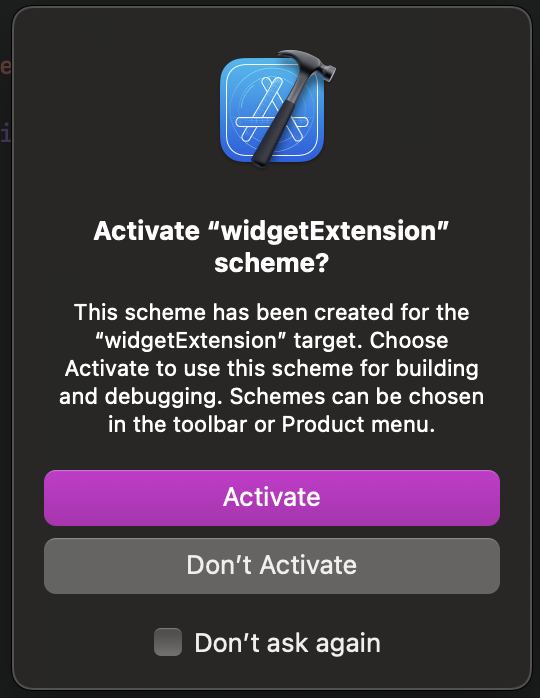 Activate “widgetExtension”
scheme?
This scheme has been created for the
“widgetExtension” target. Choose
Activate to use this scheme for building
and debugging. Schemes can be chosen
in the toolbar or Product menu.
Activate
Don’t Activate
Don’t ask again